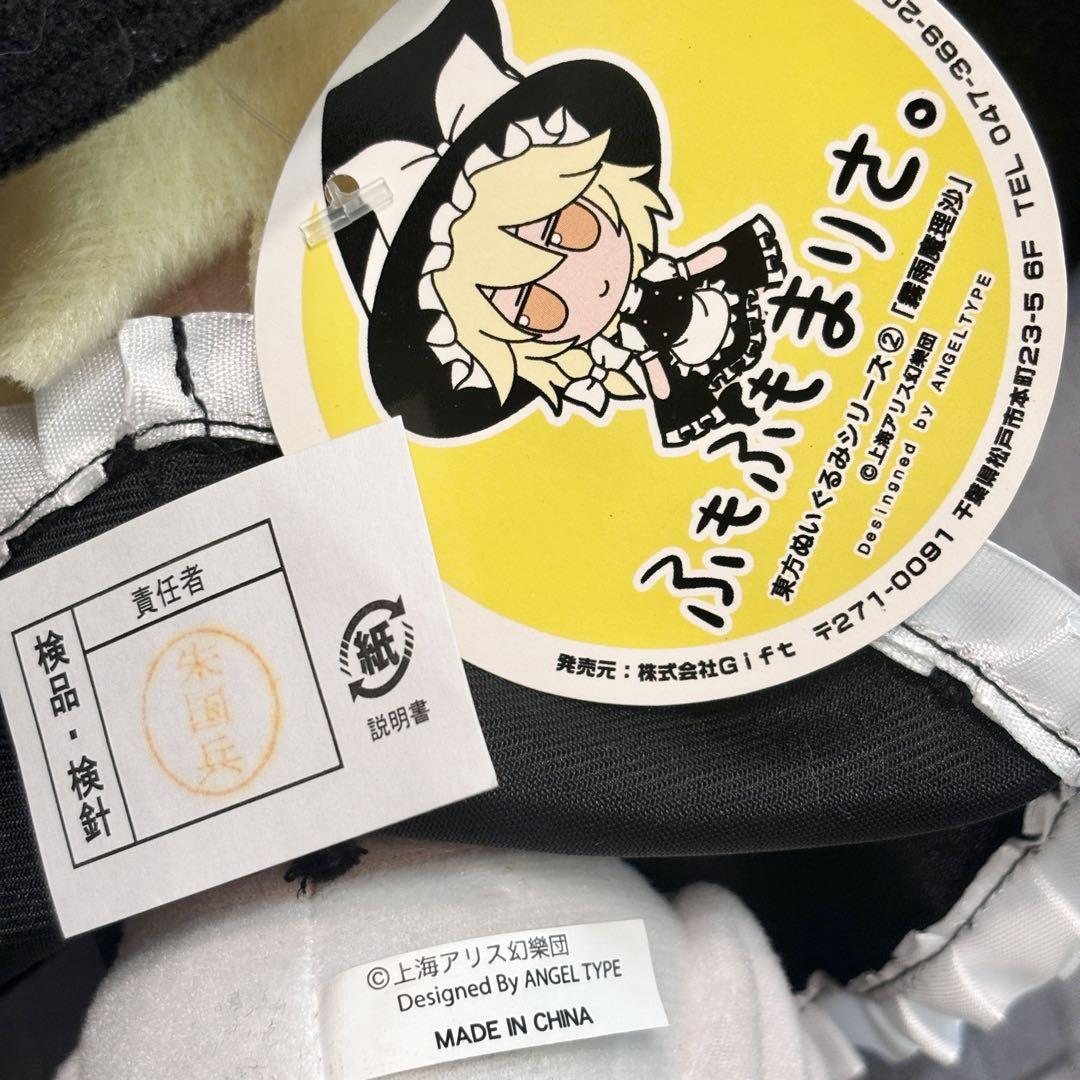 ふもふもまりさ。
東方ぬいぐるみシリーズ②「霧雨魔理沙」
©上海アリス幻樂団
Desingned by ANGELTYPE
発売元：株式会社Gift 〒271-0091 千葉県松戸市本町23-5 6F TEL 047-369-20
検品・検針
責任者
朱国兵
紙
説明書
©上海アリス幻樂団
Designed By ANGEL TYPE
MADE IN CHINA